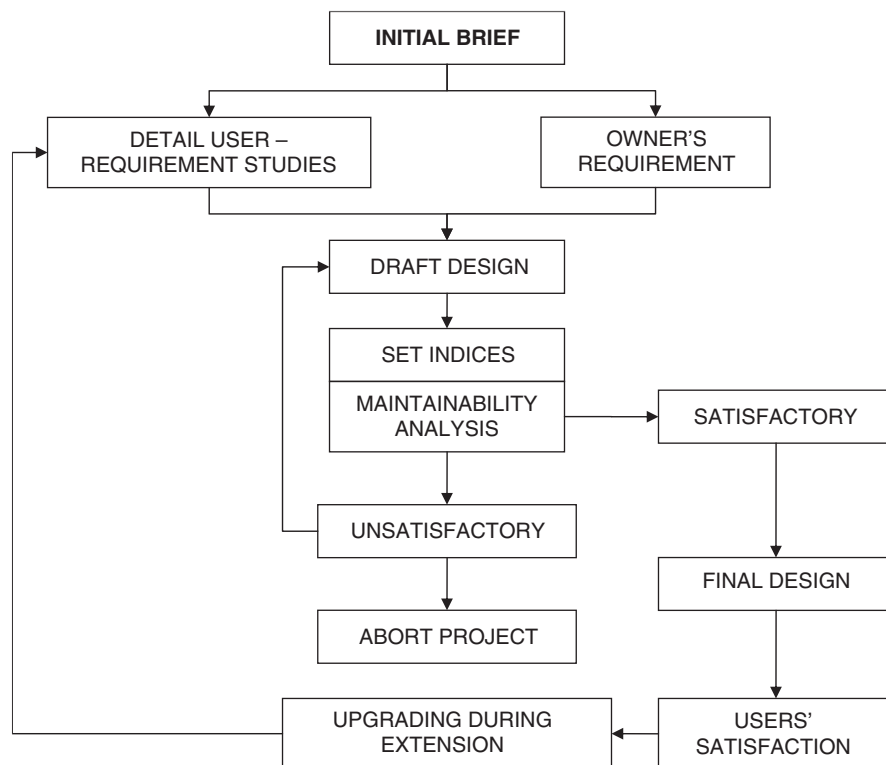 INITIAL BRIEF
DETAIL USER –
REQUIREMENT STUDIES
OWNER’S
REQUIREMENT
DRAFT DESIGN
SET INDICES
MAINTAINABILITY
ANALYSIS
SATISFACTORY
UNSATISFACTORY
FINAL DESIGN
ABORT PROJECT
UPGRADING DURING
EXTENSION
USERS’
SATISFACTION